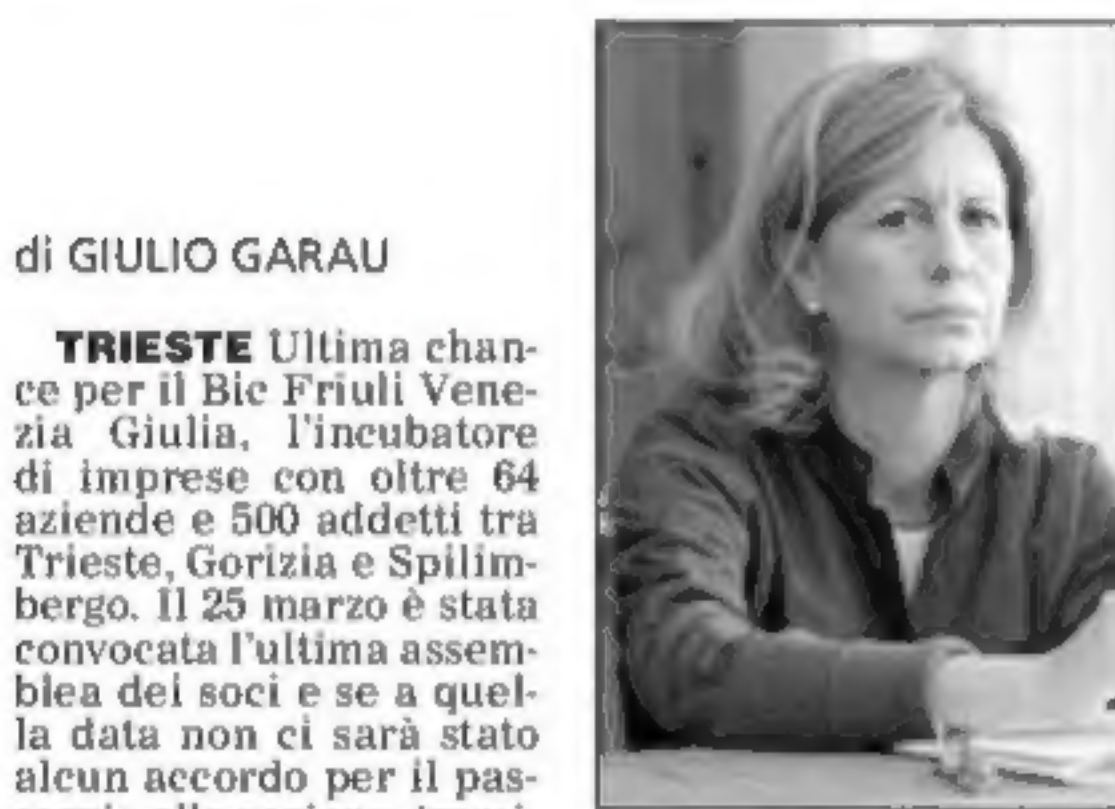 di GIULIO GARAU
TRIESTE Ultima chan-
ce per il Bic Friuli Vene-
zia Giulia, l'incubatore
di imprese con oltre 64
aziende e 500 addetti tra
Trieste, Gorizia e Spilim-
bergo. Il 25 marzo è stata
convocata l'ultima assem-
blea dei soci e se a quel-
la data non ci sarà stato
alcun accordo per il pas-